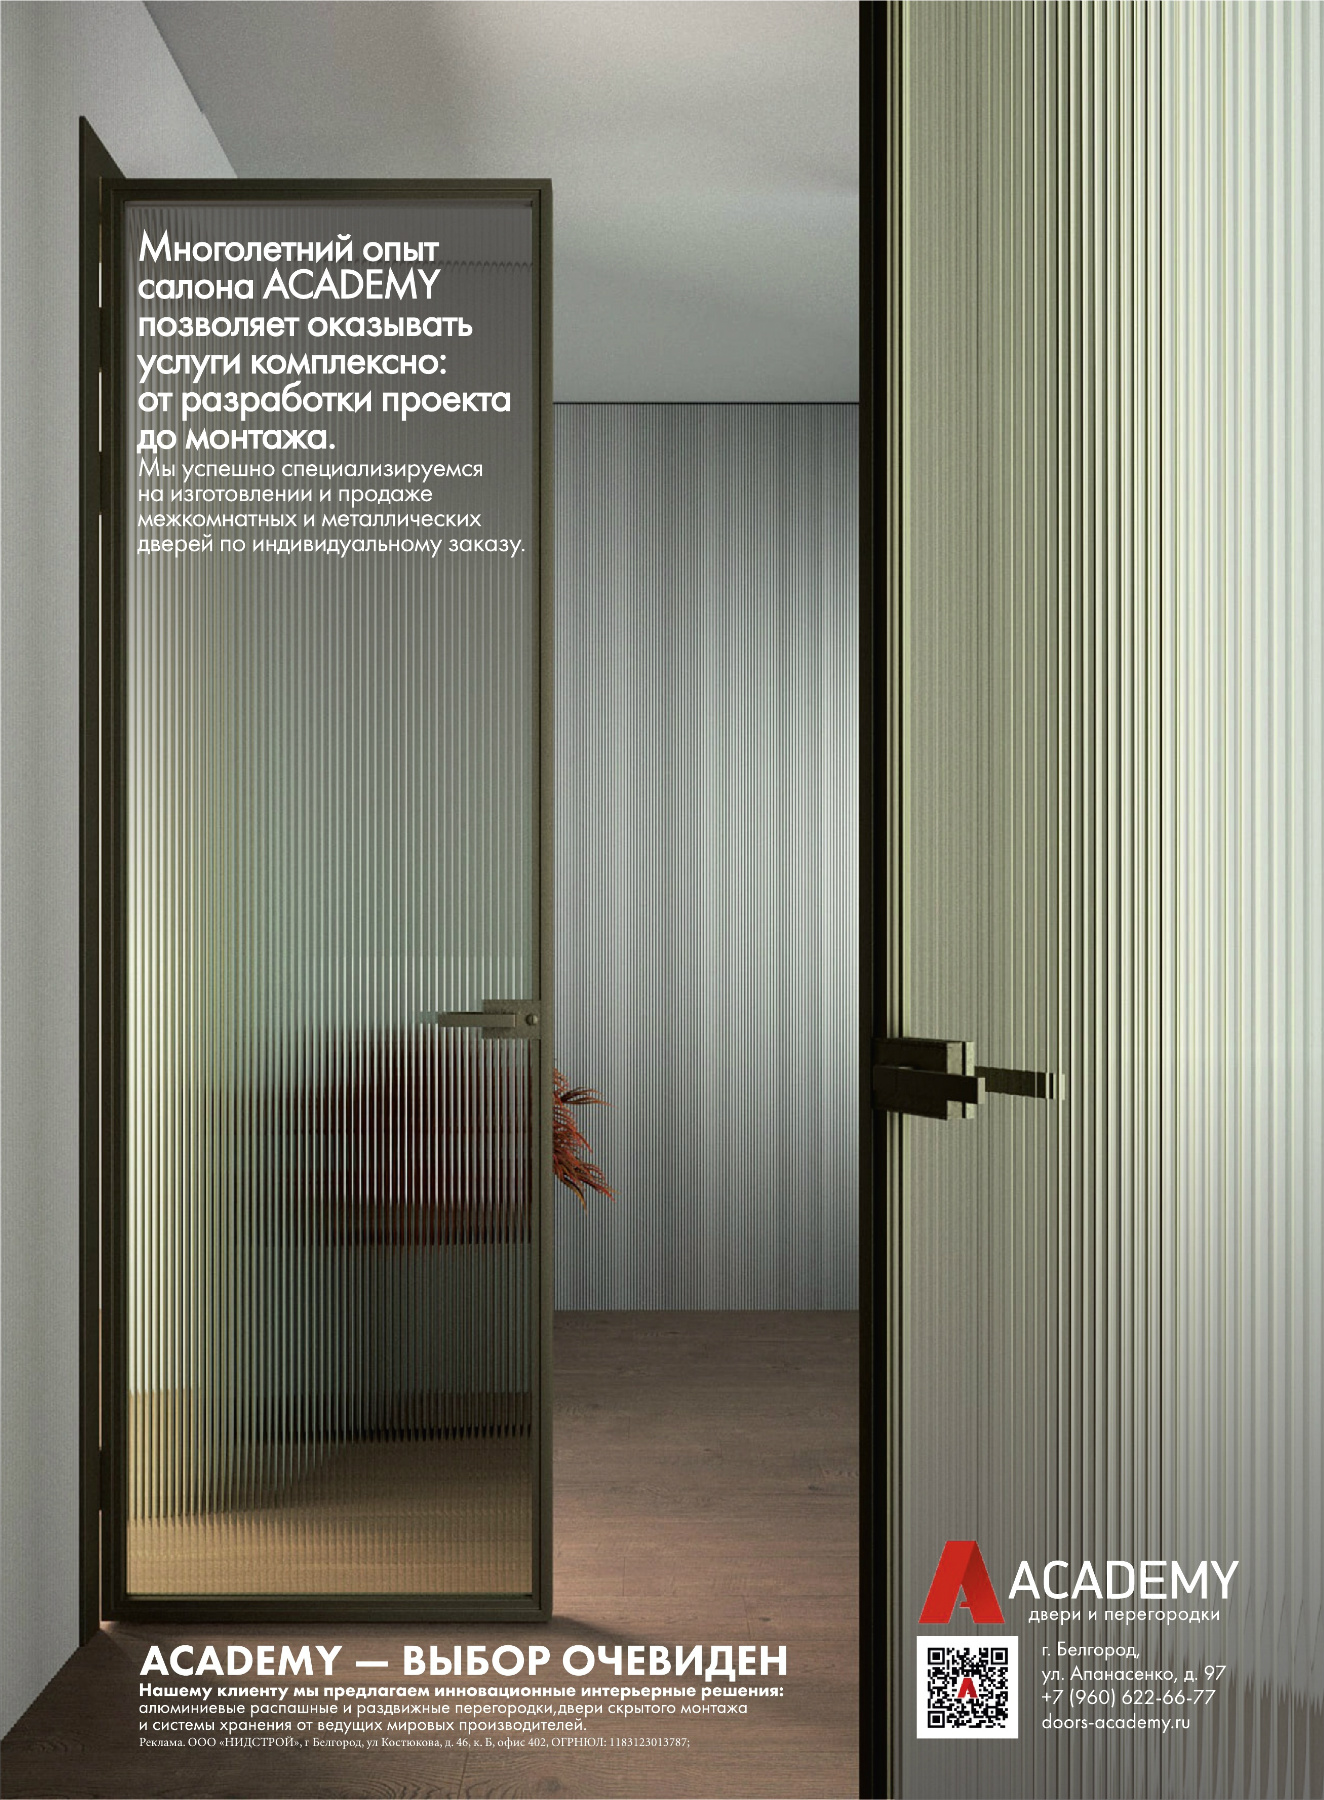 Многолетний опыт
салона ACADEMY
позволяет оказывать
услуги комплексно:
от разработки проекта
до монтажа.
Мы успешно специализируемся
на изготовлении и продаже
межкомнатных и металлических
дверей по индивидуальному заказу.
ACADEMY — ВЫБОР ОЧЕВИДЕН
Нашему клиенту мы предлагаем инновационные интерьерные решения:
алюминиевые распашные и раздвижные перегородки,двери скрытого монтажа
и системы хранения от ведущих мировых производителей.
Реклама. ООО «НИДСТРОЙ», г Белгород, ул Костюкова, д. 46, к. Б, офис 402, ОГРНЮЛ: 1183123013787;
ACADEMY
двери и перегородки
г. Белгород,
ул. Апанасенко, д. 97
+7 (960) 622-66-77
doors-academy.ru